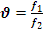 ϑ = f₁/f₂